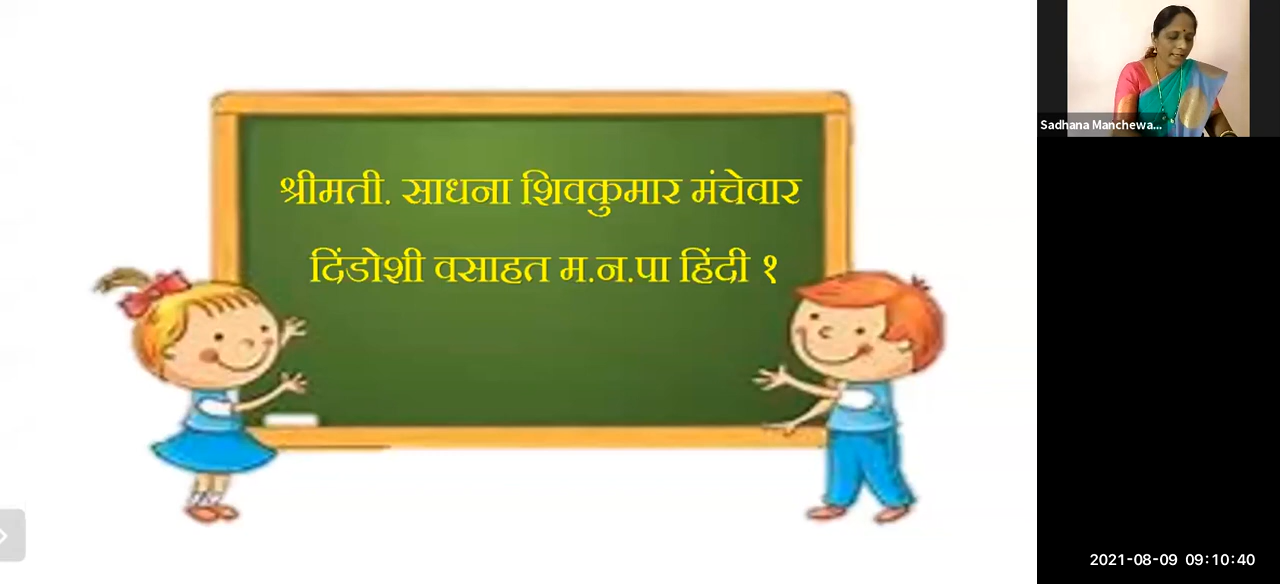 श्रीमती. साधना शिवकुमार मंचेवार
दिंडोशी वसाहत म.न.पा हिंदी १
Sadhana Manchewa...
2021-08-09 09:10:40